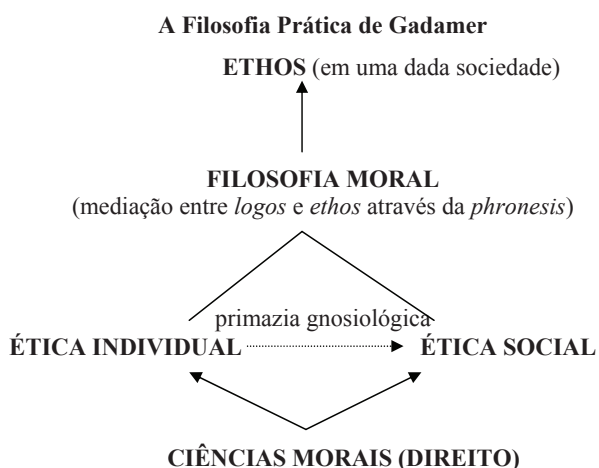 A Filosofia Prática de Gadamer
ETHOS (em uma dada sociedade)
FILOSOFIA MORAL
(mediação entre logos e ethos através da phronesis)
primazia gnosiológica
ÉTICA INDIVIDUAL ÉTICA SOCIAL
CIÊNCIAS MORAIS (DIREITO)